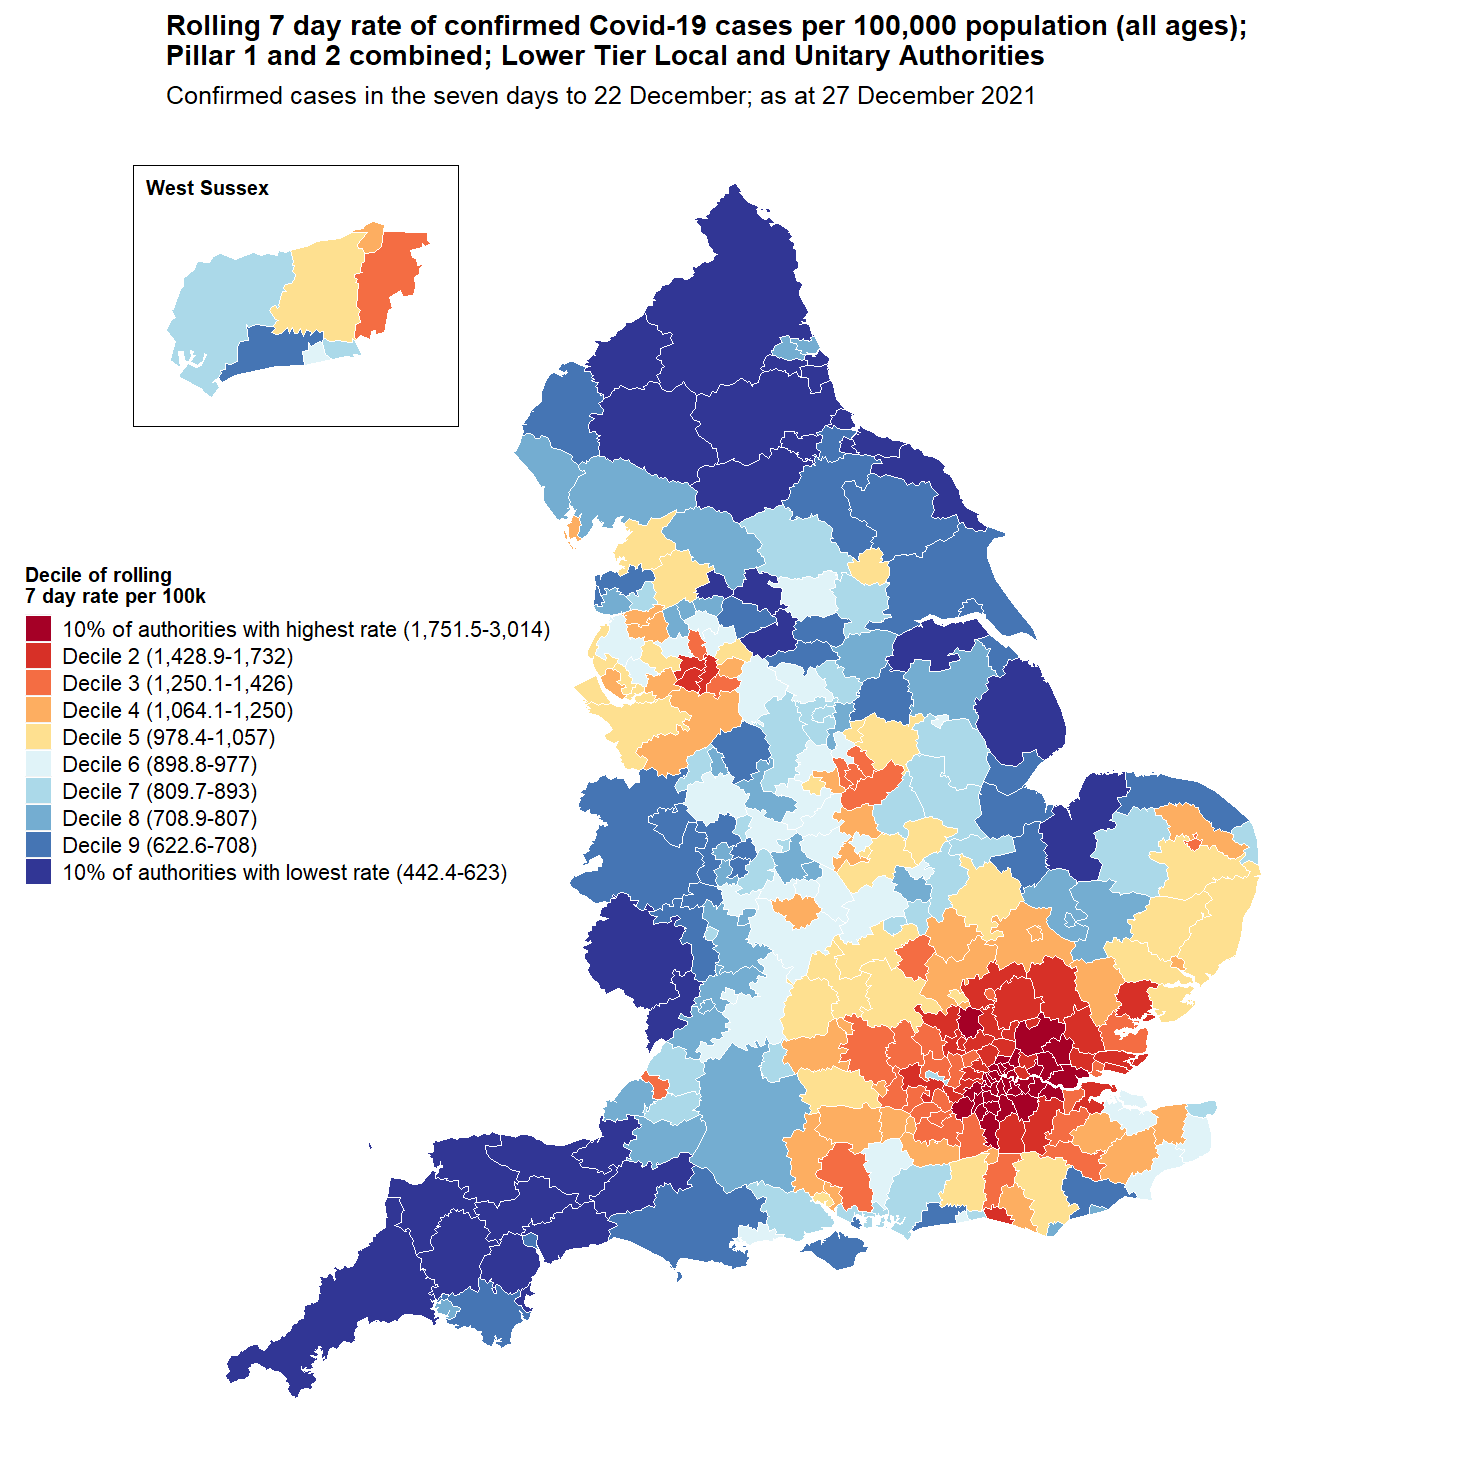 Rolling 7 day rate of confirmed Covid-19 cases per 100,000 population (all ages);
Pillar 1 and 2 combined; Lower Tier Local and Unitary Authorities
Confirmed cases in the seven days to 22 December; as at 27 December 2021
West Sussex
Decile of rolling
7 day rate per 100k
10% of authorities with highest rate (1,751.5-3,014)
Decile 2 (1,428.9-1,732)
Decile 3 (1,250.1-1,426)
Decile 4 (1,064.1-1,250)
Decile 5 (978.4-1,057)
Decile 6 (898.8-977)
Decile 7 (809.7-893)
Decile 8 (708.9-807)
Decile 9 (622.6-708)
10% of authorities with lowest rate (442.4-623)